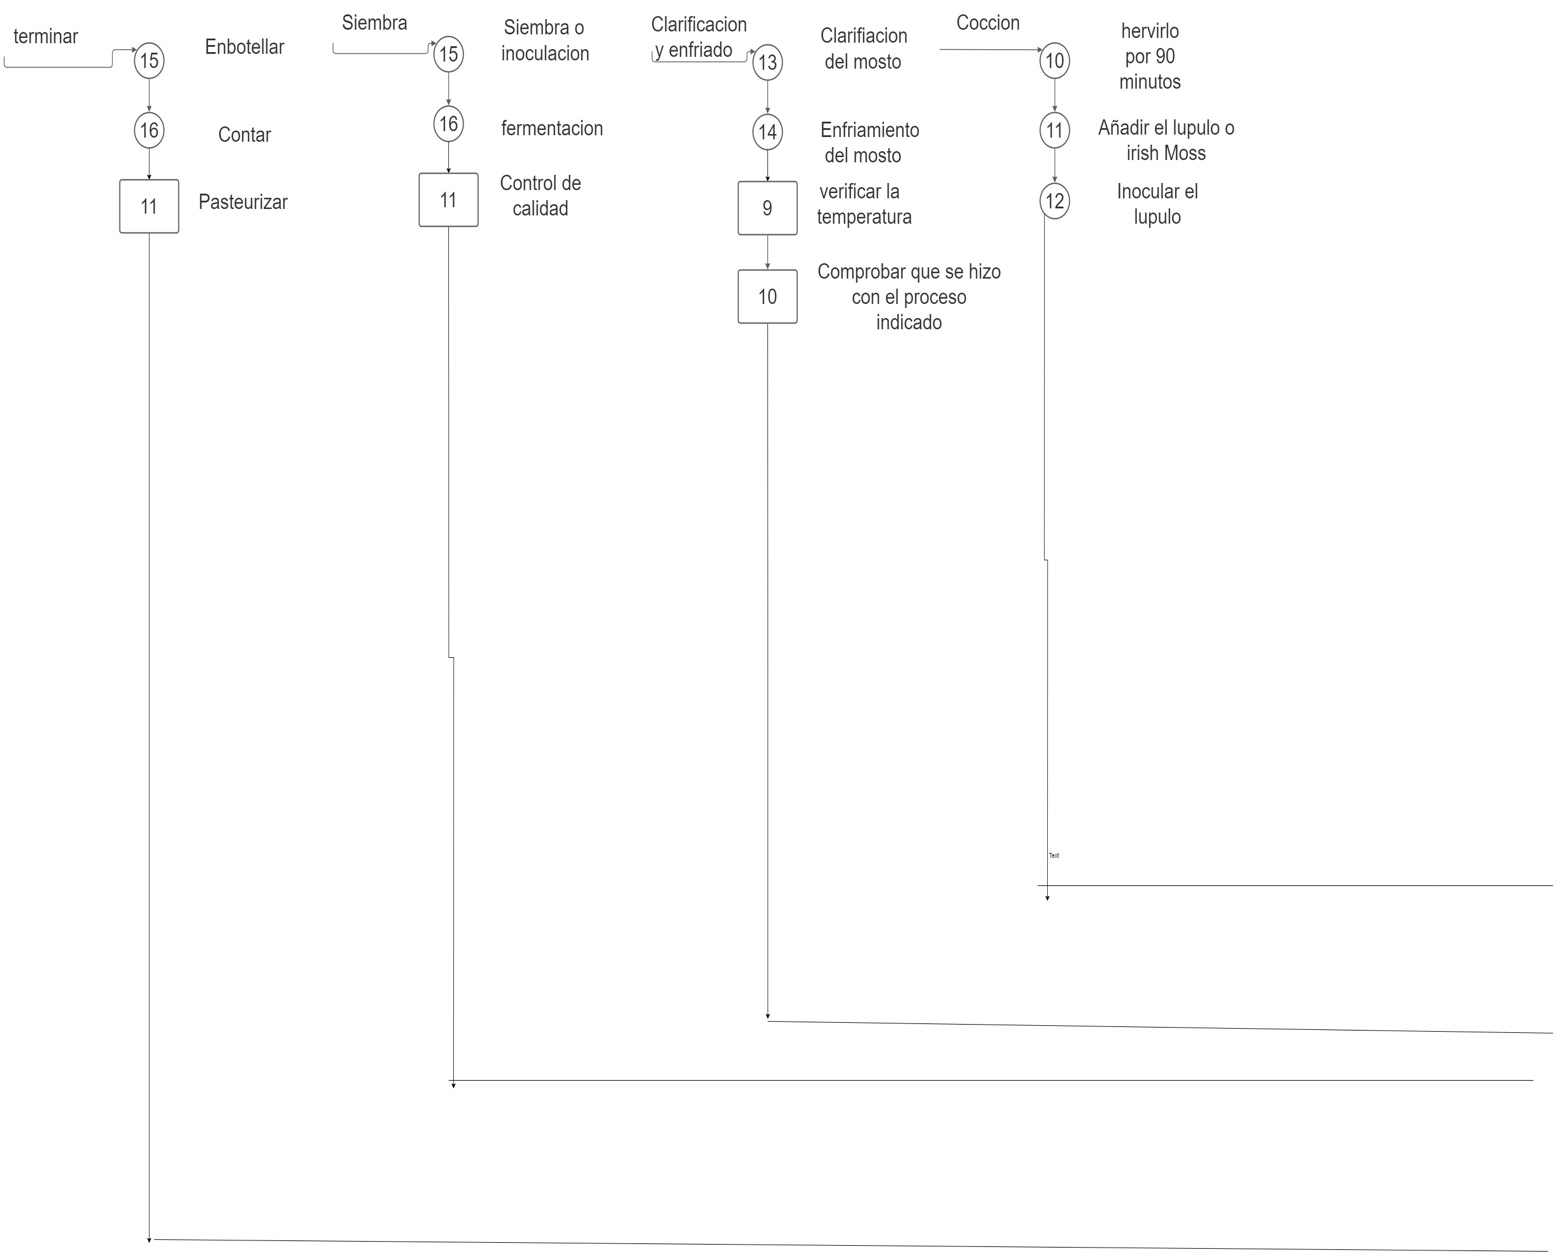 terminar
15
Enbotellar
16
Contar
11
Pasteurizar
Siembra
15
Siembra o
inoculacion
16
fermentacion
11
Control de
calidad
Clarificacion
y enfriado
13
Clarifiacion
del mosto
14
Enfriamiento
del mosto
9
verificar la
temperatura
10
Comprobar que se hizo
con el proceso
indicado
Coccion
10
hervirlo
por 90
minutos
11
Añadir el lupulo o
irish Moss
12
Inocular el
lupulo
Text